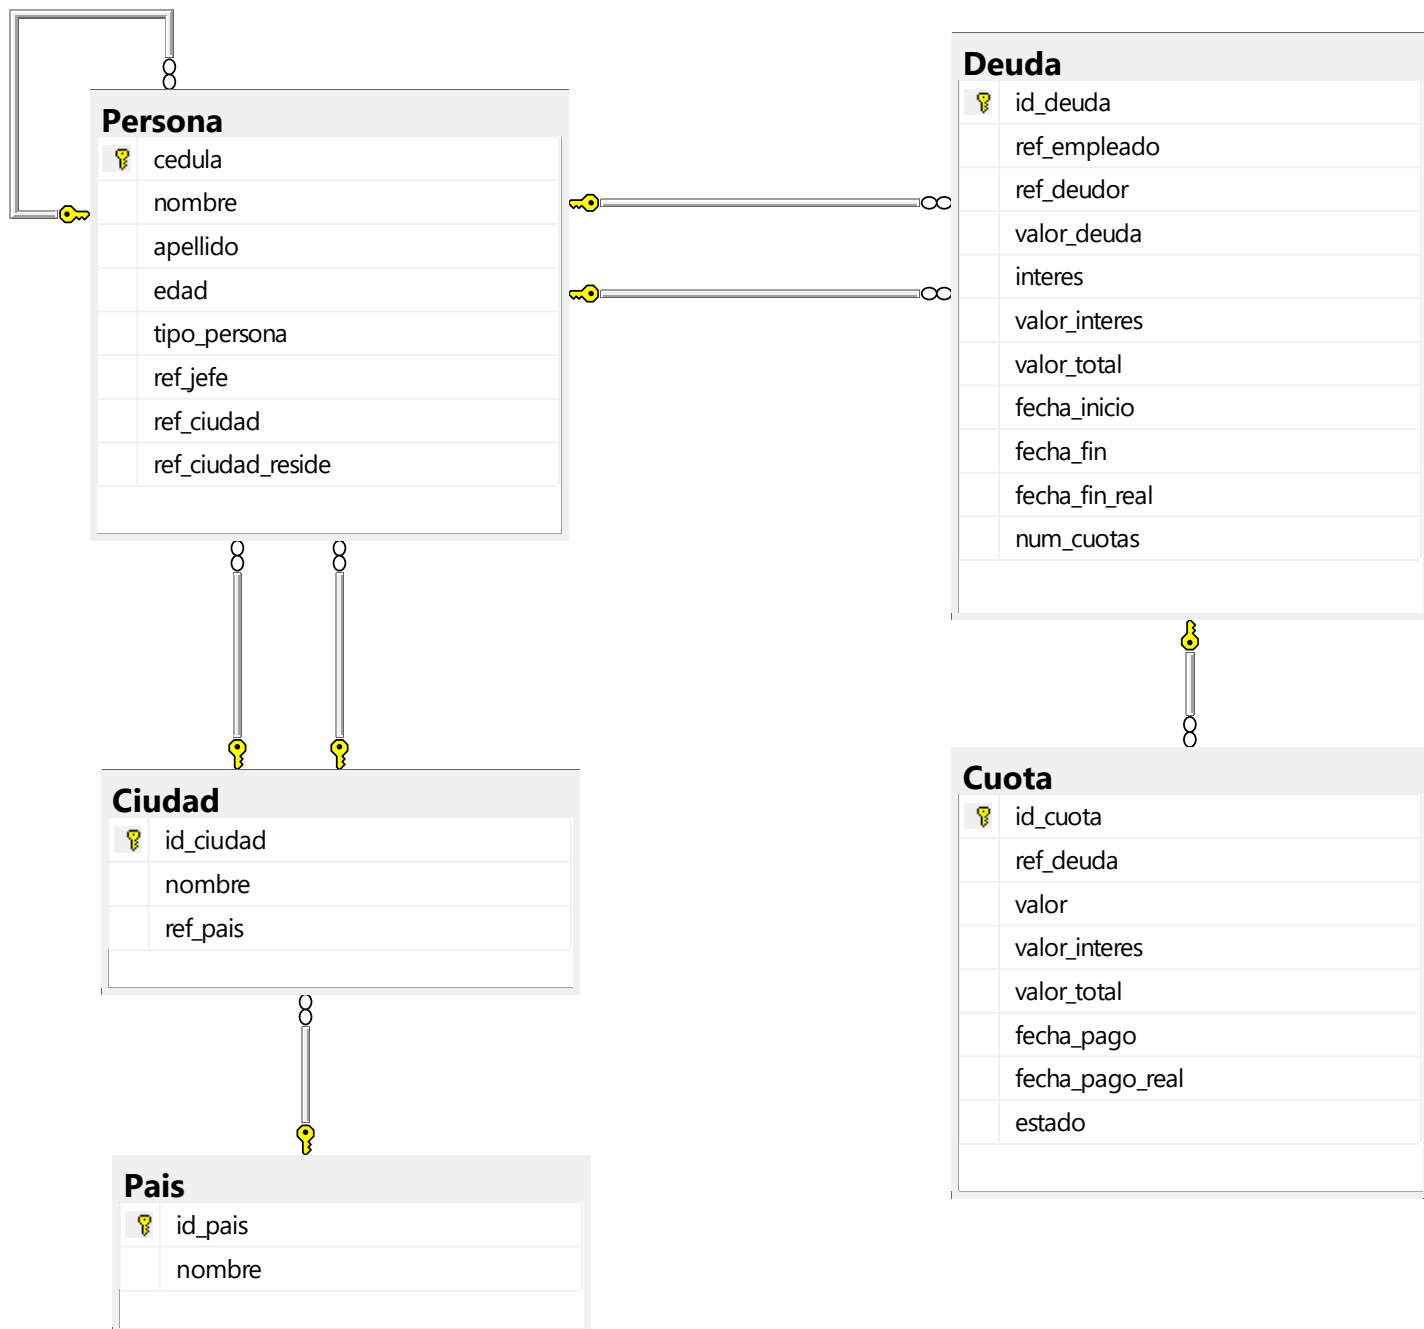 Persona
cedula
nombre
apellido
edad
tipo_persona
ref_jefe
ref_ciudad
ref_ciudad_reside
Deuda
id_deuda
ref_empleado
ref_deudor
valor_deuda
interes
valor_interes
valor_total
fecha_inicio
fecha_fin
fecha_fin_real
num_cuotas
Ciudad
id_ciudad
nombre
ref_pais
Cuota
id_cuota
ref_deuda
valor
valor_interes
valor_total
fecha_pago
fecha_pago_real
estado
Pais
id_pais
nombre